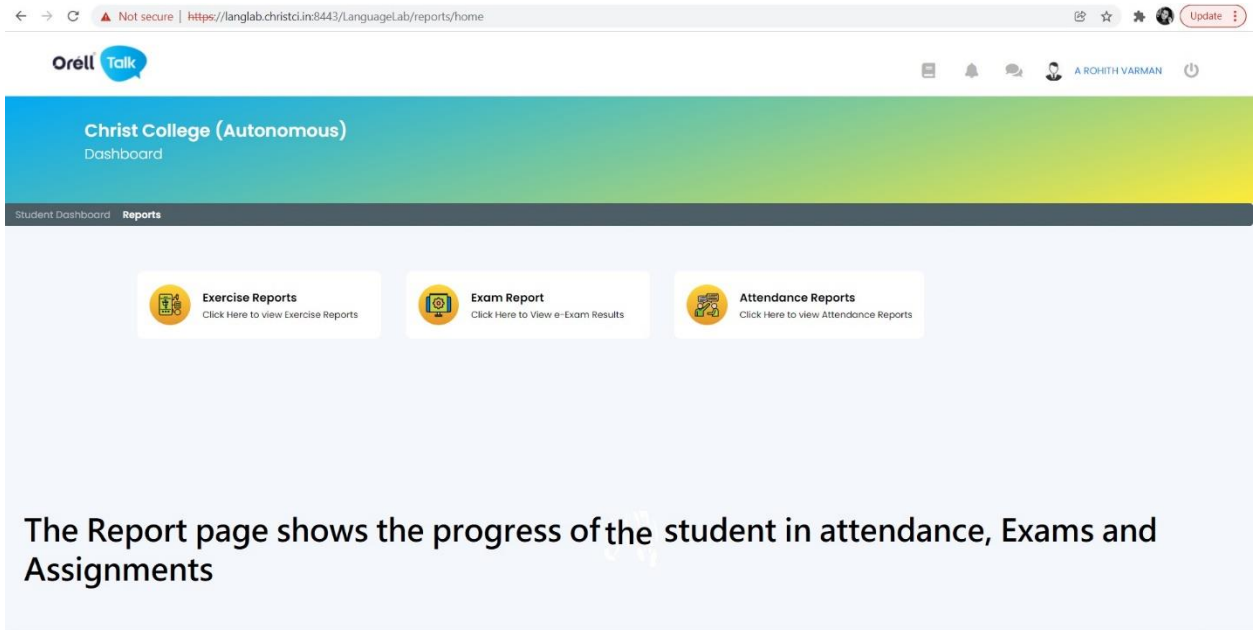 Not secure | https://langlab.christci.in:8443/LanguageLab/reports/home
Update
Oréll Talk
A ROHITH VARMAN
Christ College (Autonomous)
Dashboard
Student Dashboard Reports
Exercise Reports
Click Here to view Exercise Reports
Exam Report
Click Here to View e-Exam Results
Attendance Reports
Click Here to view Attendance Reports
The Report page shows the progress of the student in attendance, Exams and
Assignments